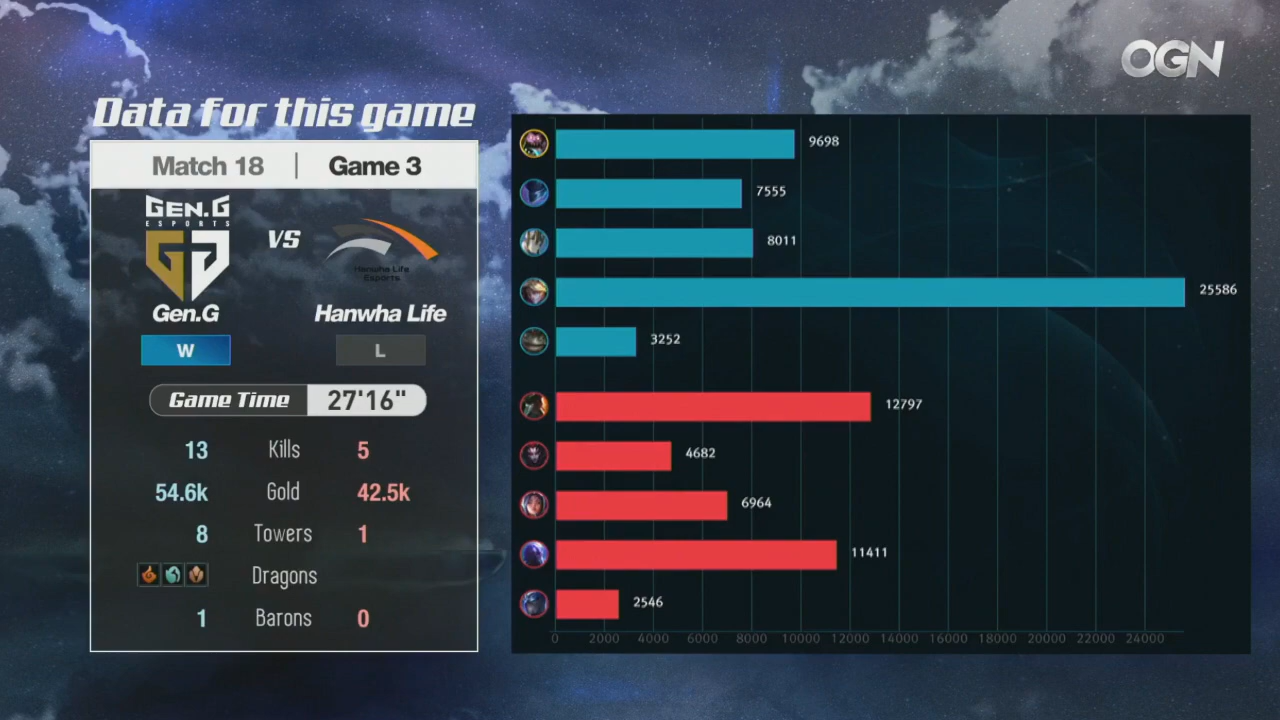 OGN
Data for this game
Match 18 | Game 3
GEN.G
ESPORTS
VS
Hanwha Life
Esports
Gen.G
Hanwha Life
W
L
Game Time 27'16"
13 Kills 5
54.6k Gold 42.5k
8 Towers 1
Dragons
1 Barons 0
9698
7555
8011
25586
3252
12797
4682
6964
11411
2546
0 2000 4000 6000 8000 10000 12000 14000 16000 18000 20000 22000 24000